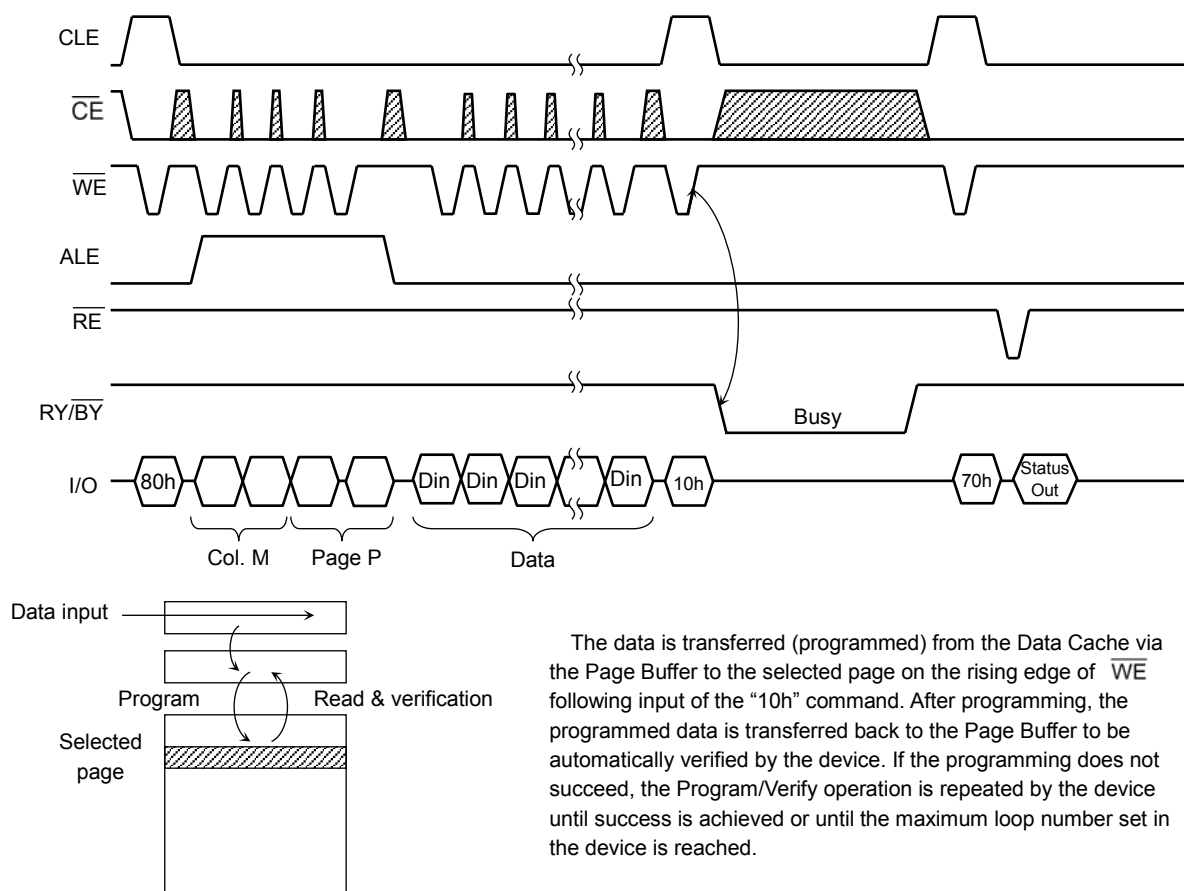 CLE
CE
WE
ALE
RE
RY/BY
Busy
I/O
80h
Din
Din
Din
Din
10h
70h
Status
Out
Col. M
Page P
Data
Data input
Program
Read & verification
Selected
page
The data is transferred (programmed) from the Data Cache via
the Page Buffer to the selected page on the rising edge of WE
following input of the “10h” command. After programming, the
programmed data is transferred back to the Page Buffer to be
automatically verified by the device. If the programming does not
succeed, the Program/Verify operation is repeated by the device
until success is achieved or until the maximum loop number set in
the device is reached.